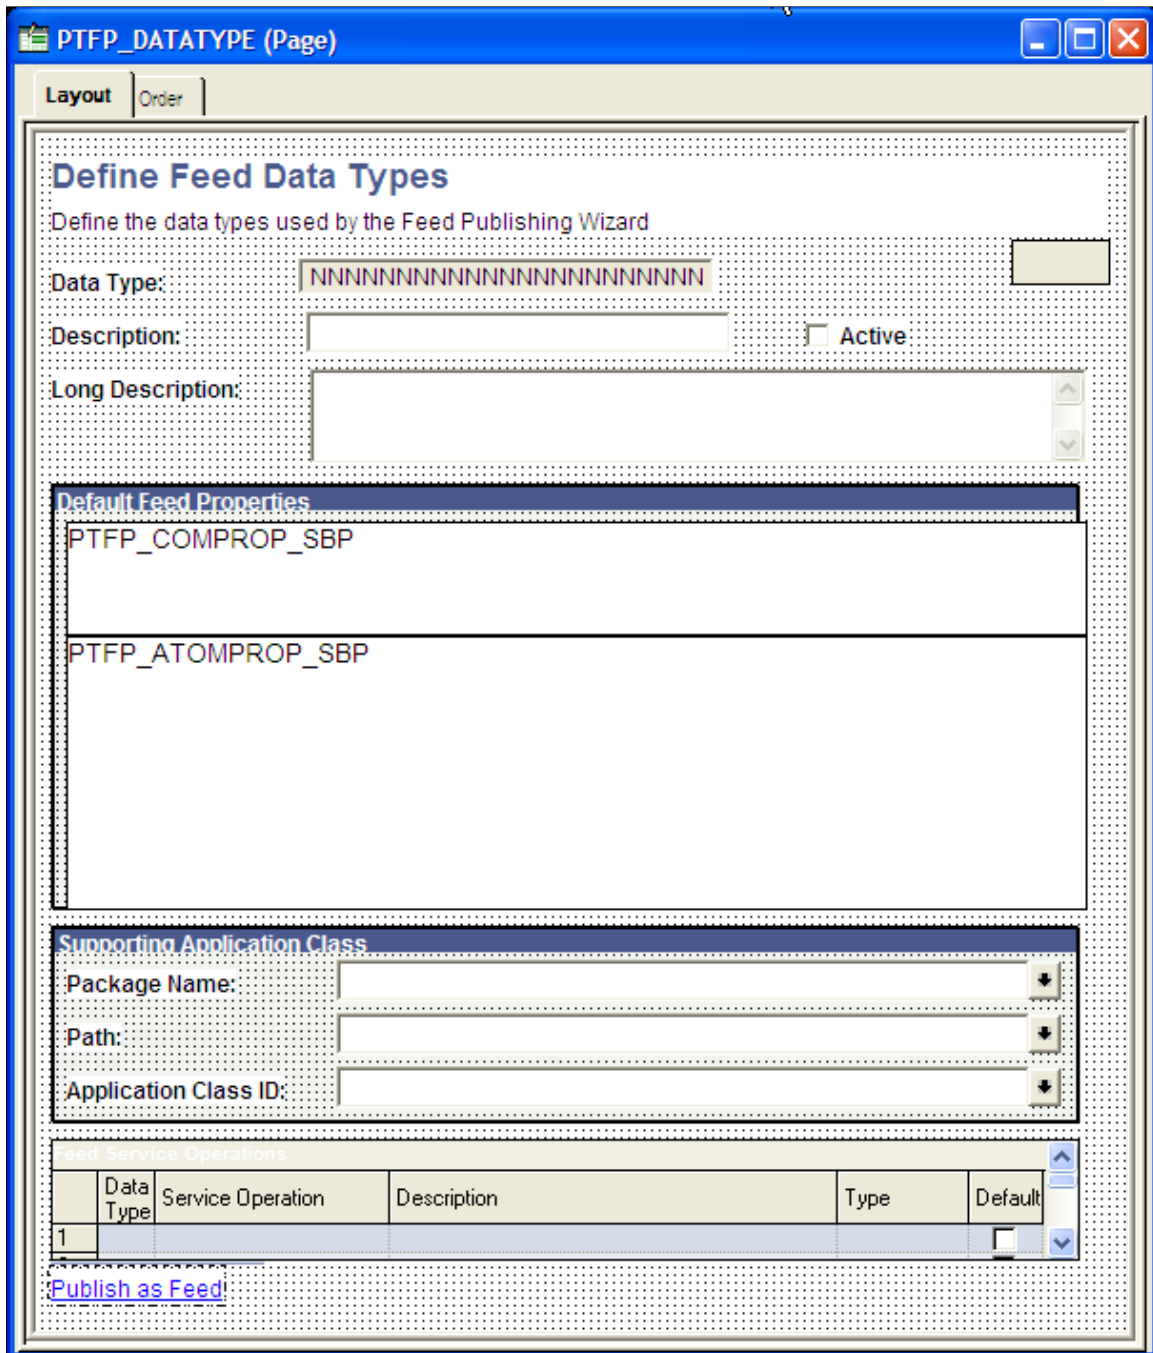 PTFP_DATATYPE (Page)
Layout Order
Define Feed Data Types
Define the data types used by the Feed Publishing Wizard
Data Type: NNNNNNNNNNNNNNNNNNNNNNN
Description: Active
Long Description:
Default Feed Properties
PTFP_COMPROP_SBP
PTFP_ATOMPROP_SBP
Supporting Application Class
Package Name:
Path:
Application Class ID:
Feed Service Operations
Data Type Service Operation Description Type Default
1
Publish as Feed